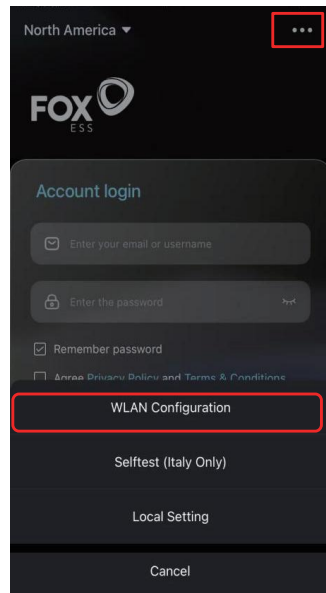 North America
FOX
ESS
Account login
Enter your email or username
Enter the password
Remember password
Agree Privacy Policy and Terms & Conditions
WLAN Configuration
Selftest (Italy Only)
Local Setting
Cancel